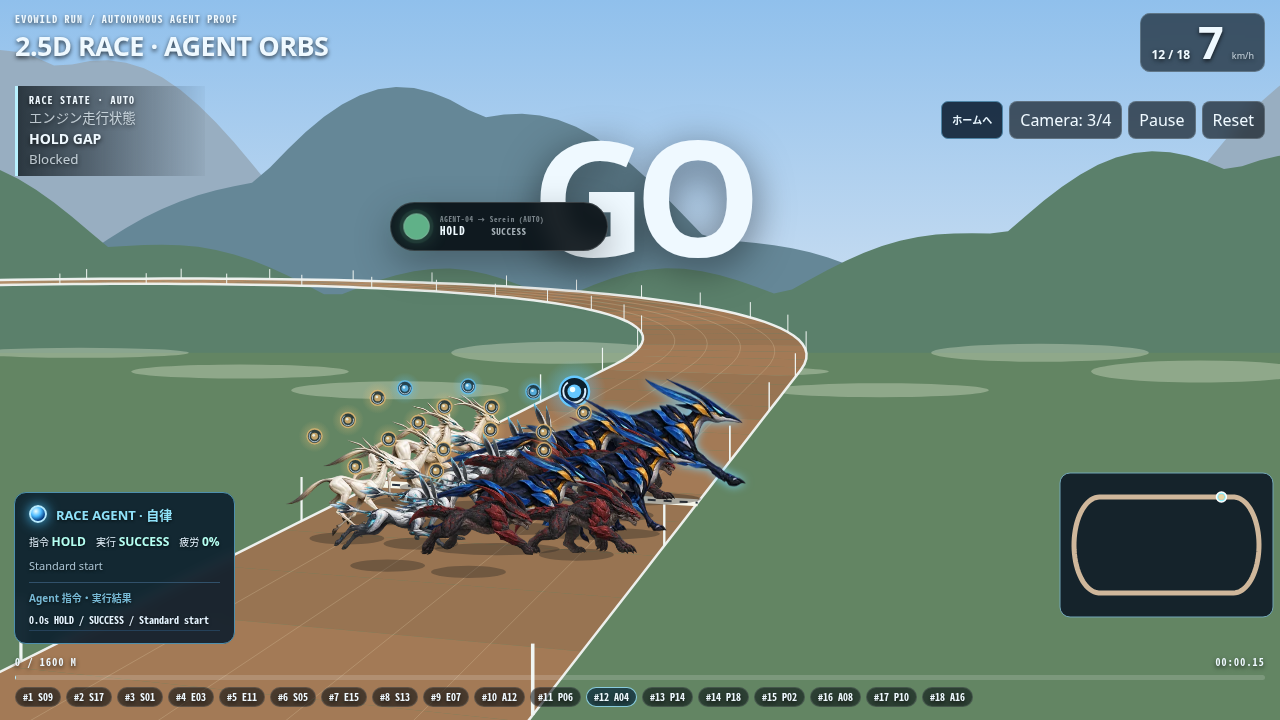 EVOWILD RUN / AUTONOMOUS AGENT PROOF
2.5D RACE · AGENT ORBS
12 / 18 7 km/h
RACE STATE · AUTO
エンジン走行状態
HOLD GAP
Blocked
ホームへ Camera: 3/4 Pause Reset
GO
AGENT-04 → Serein (AUTO)
HOLD SUCCESS
RACE AGENT · 自律
指令 HOLD 実行 SUCCESS 疲労 0%
Standard start
Agent 指令・実行結果
0.0s HOLD / SUCCESS / Standard start
0 / 1600 M 00:00.15
#1 S09 #2 S17 #3 S01 #4 E03 #5 E11 #6 S05 #7 E15 #8 S13 #9 E07 #10 A12 #11 P06 #12 A04 #13 P14 #14 P18 #15 P02 #16 A08 #17 P10 #18 A16